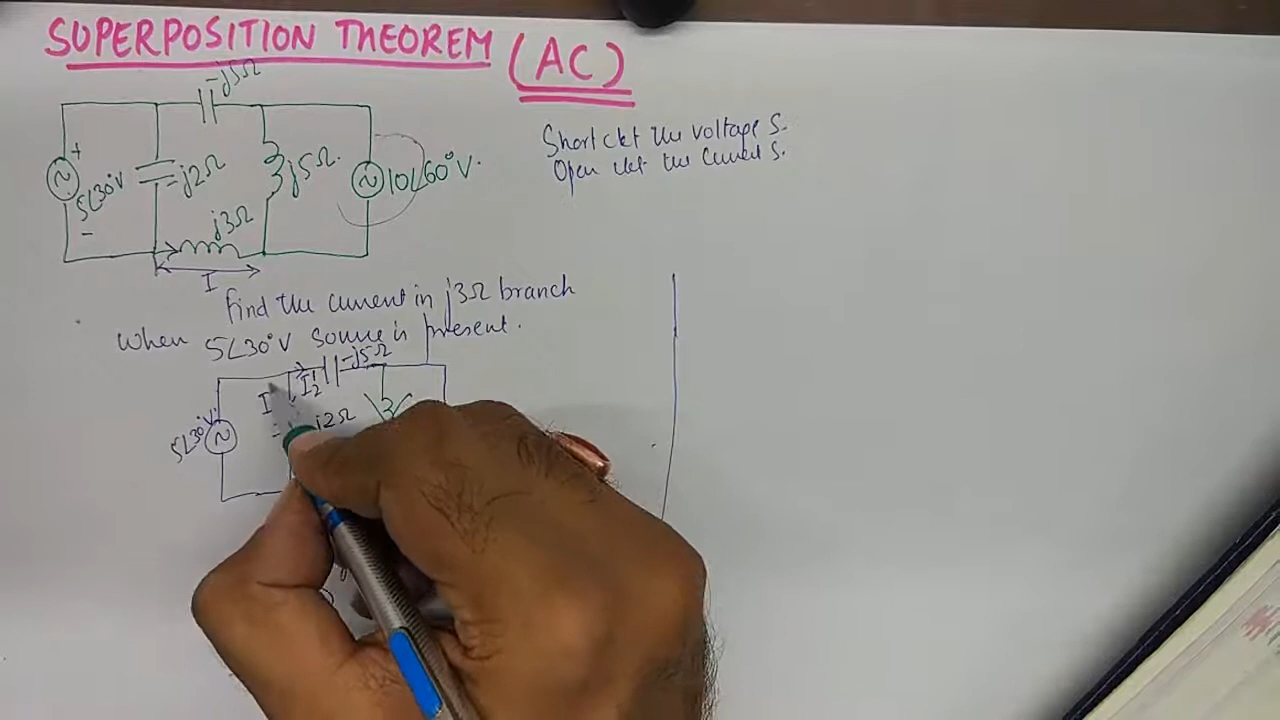 SUPERPOSITION THEOREM (AC)
-j5Ω
5∠30°V
+
-
-j2Ω
j5Ω
10∠60°V
j3Ω
I
Short ckt the voltage S.
Open ckt the current S.
find the current in j3Ω branch
When 5∠30°V source is present.
-j5Ω
I₂'
5∠30°V
j2Ω